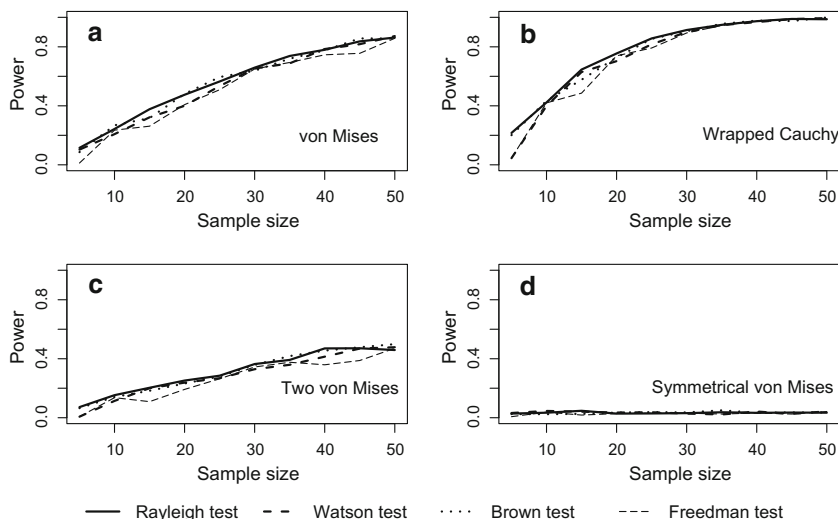 a
b
Power
0.0 0.4 0.8
von Mises
10 20 30 40 50
Sample size
Power
0.0 0.4 0.8
Wrapped Cauchy
10 20 30 40 50
Sample size
c
d
Power
0.0 0.4 0.8
Two von Mises
10 20 30 40 50
Sample size
Power
0.0 0.4 0.8
Symmetrical von Mises
10 20 30 40 50
Sample size
Rayleigh test Watson test Brown test Freedman test